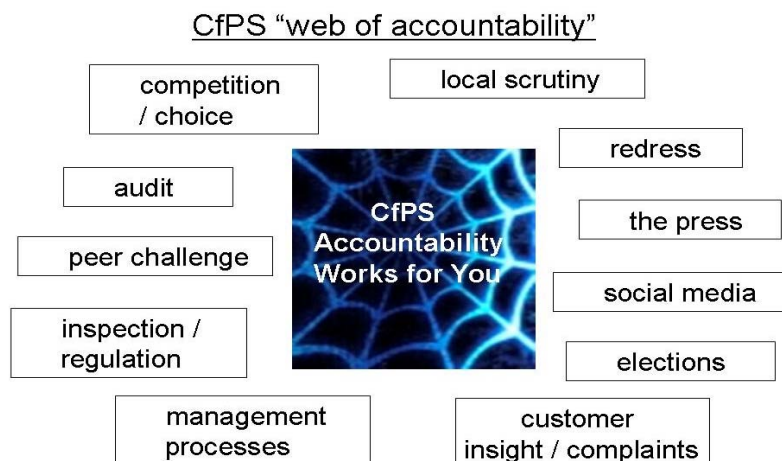 CfPS “web of accountability”
competition
/ choice
local scrutiny
redress
audit
CfPS
Accountability
Works for You
the press
peer challenge
social media
inspection /
regulation
elections
management
processes
customer
insight / complaints